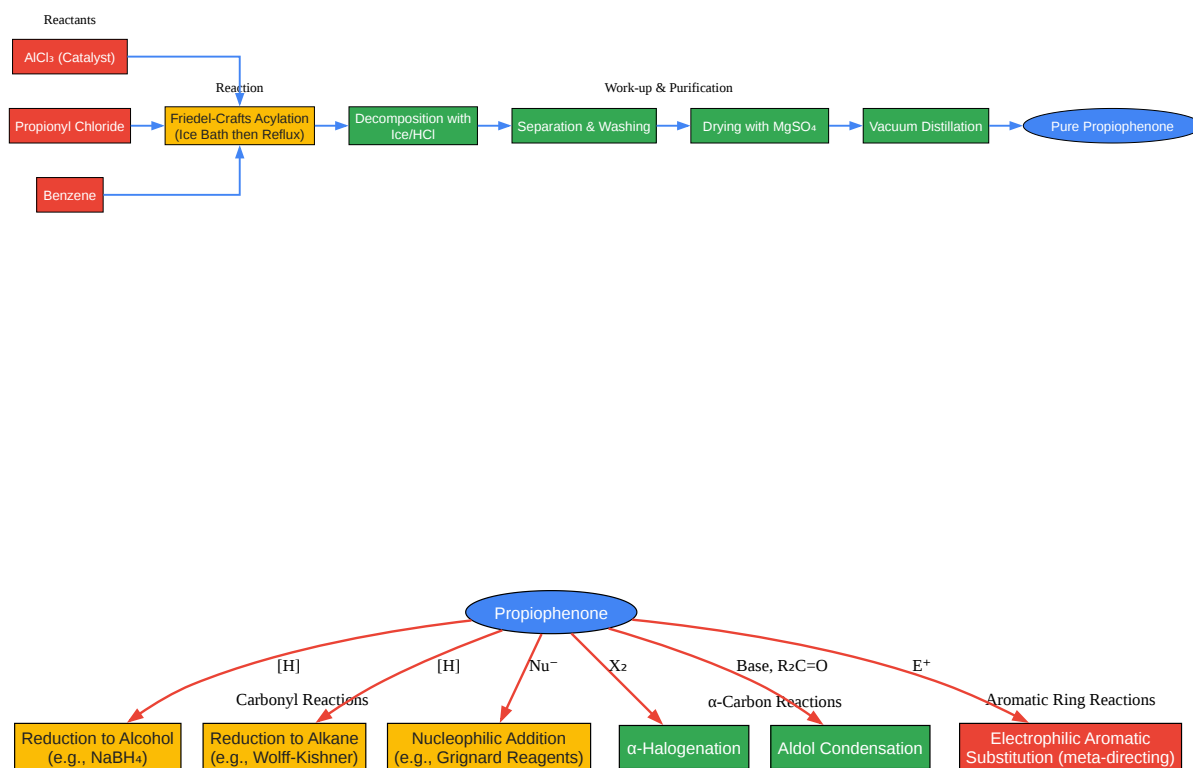 Reactants
AlCl₃ (Catalyst)
Reaction
Work-up & Purification
Propionyl Chloride
Friedel-Crafts Acylation
(Ice Bath then Reflux)
Decomposition with
Ice/HCl
Separation & Washing
Drying with MgSO₄
Vacuum Distillation
Pure Propiophenone
Benzene
Propiophenone
[H]
[H]
Nu⁻
X₂
Base, R₂C=O
E⁺
Carbonyl Reactions
α-Carbon Reactions
Aromatic Ring Reactions
Reduction to Alcohol
(e.g., NaBH₄)
Reduction to Alkane
(e.g., Wolff-Kishner)
Nucleophilic Addition
(e.g., Grignard Reagents)
α-Halogenation
Aldol Condensation
Electrophilic Aromatic
Substitution (meta-directing)